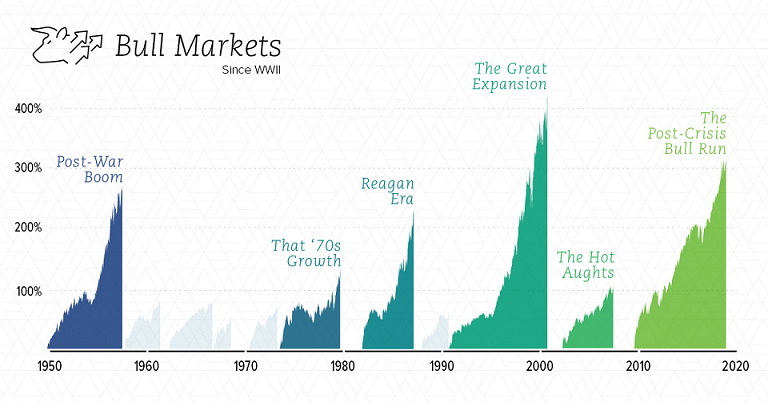 Bull Markets
Since WWII
The Great
Expansion
400%
The
Post-Crisis
Bull Run
300%
Post-War
Boom
Reagan
Era
200%
That ‘70s
Growth
The Hot
Aughts
100%
1950
1960
1970
1980
1990
2000
2010
2020